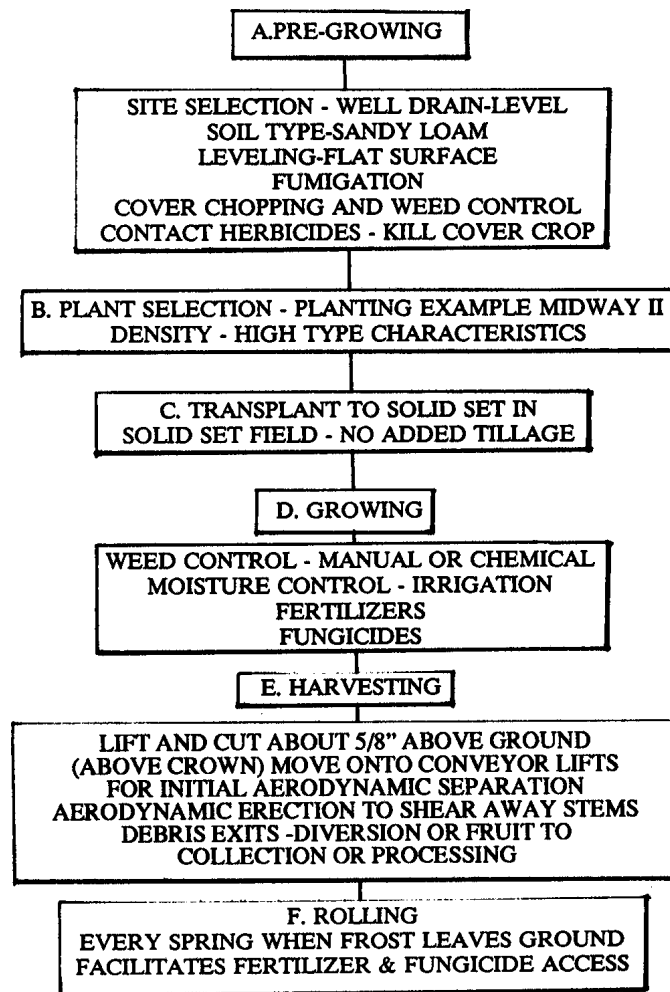 A.PRE-GROWING
SITE SELECTION - WELL DRAIN-LEVEL
SOIL TYPE-SANDY LOAM
LEVELING-FLAT SURFACE
FUMIGATION
COVER CHOPPING AND WEED CONTROL
CONTACT HERBICIDES - KILL COVER CROP
B. PLANT SELECTION - PLANTING EXAMPLE MIDWAY II
DENSITY - HIGH TYPE CHARACTERISTICS
C. TRANSPLANT TO SOLID SET IN
SOLID SET FIELD - NO ADDED TILLAGE
D. GROWING
WEED CONTROL - MANUAL OR CHEMICAL
MOISTURE CONTROL - IRRIGATION
FERTILIZERS
FUNGICIDES
E. HARVESTING
LIFT AND CUT ABOUT 5/8" ABOVE GROUND
(ABOVE CROWN) MOVE ONTO CONVEYOR LIFTS
FOR INITIAL AERODYNAMIC SEPARATION
AERODYNAMIC ERECTION TO SHEAR AWAY STEMS
DEBRIS EXITS -DIVERSION OR FRUIT TO
COLLECTION OR PROCESSING
F. ROLLING
EVERY SPRING WHEN FROST LEAVES GROUND
FACILITATES FERTILIZER & FUNGICIDE ACCESS